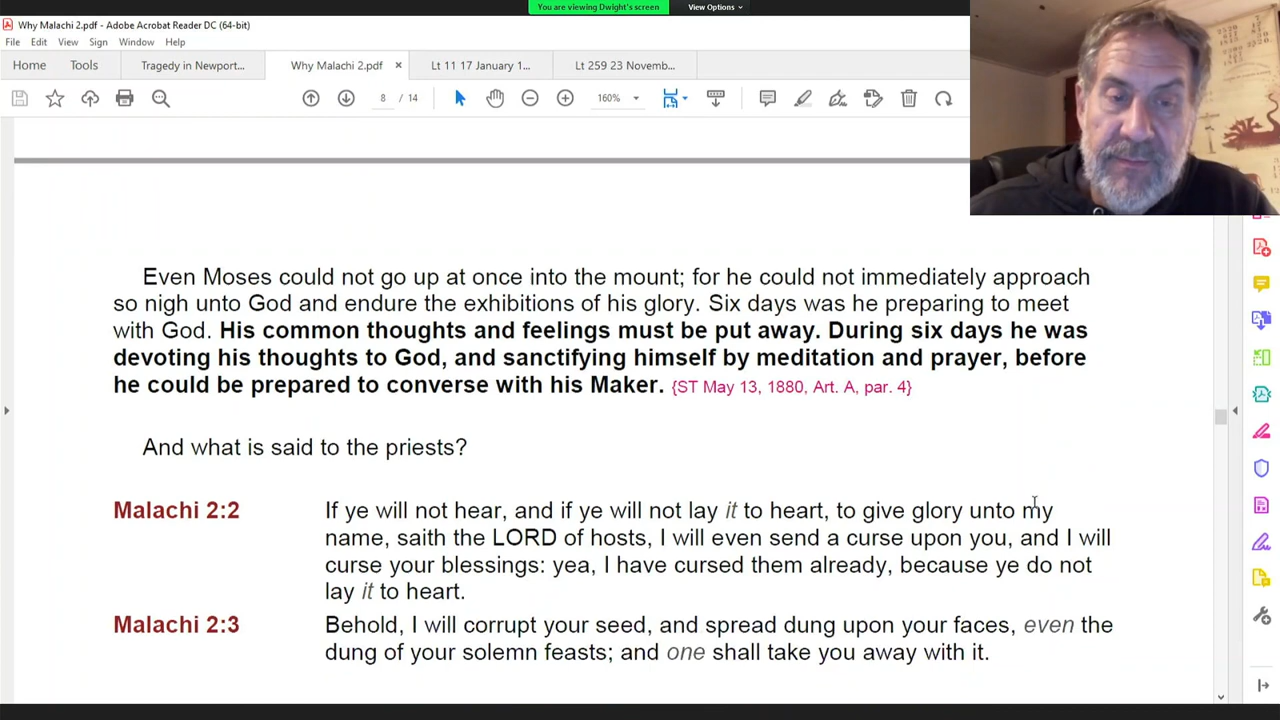 You are viewing Dwight's screen
View Options
Why Malachi 2.pdf - Adobe Acrobat Reader DC (64-bit)
File Edit View Sign Window Help
Home Tools Tragedy in Newport... Why Malachi 2.pdf × Lt 11 17 January 1... Lt 259 23 Novemb...
8 / 14 160%
Even Moses could not go up at once into the mount; for he could not immediately approach
so nigh unto God and endure the exhibitions of his glory. Six days was he preparing to meet
with God. His common thoughts and feelings must be put away. During six days he was
devoting his thoughts to God, and sanctifying himself by meditation and prayer, before
he could be prepared to converse with his Maker. {ST May 13, 1880, Art. A, par. 4}
And what is said to the priests?
Malachi 2:2 If ye will not hear, and if ye will not lay it to heart, to give glory unto my
name, saith the LORD of hosts, I will even send a curse upon you, and I will
curse your blessings: yea, I have cursed them already, because ye do not
lay it to heart.
Malachi 2:3 Behold, I will corrupt your seed, and spread dung upon your faces, even the
dung of your solemn feasts; and one shall take you away with it.